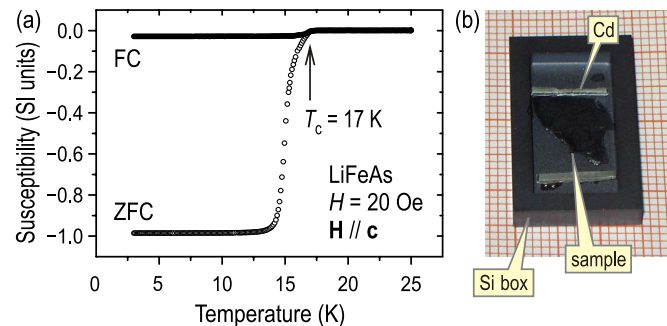 (a)
0.0
−0.2
−0.4
−0.6
−0.8
−1.0
Susceptibility (SI units)
FC
ZFC
Tc = 17 K
LiFeAs
H = 20 Oe
H // c
0
5
10
15
20
25
Temperature (K)
(b)
Cd
sample
Si box